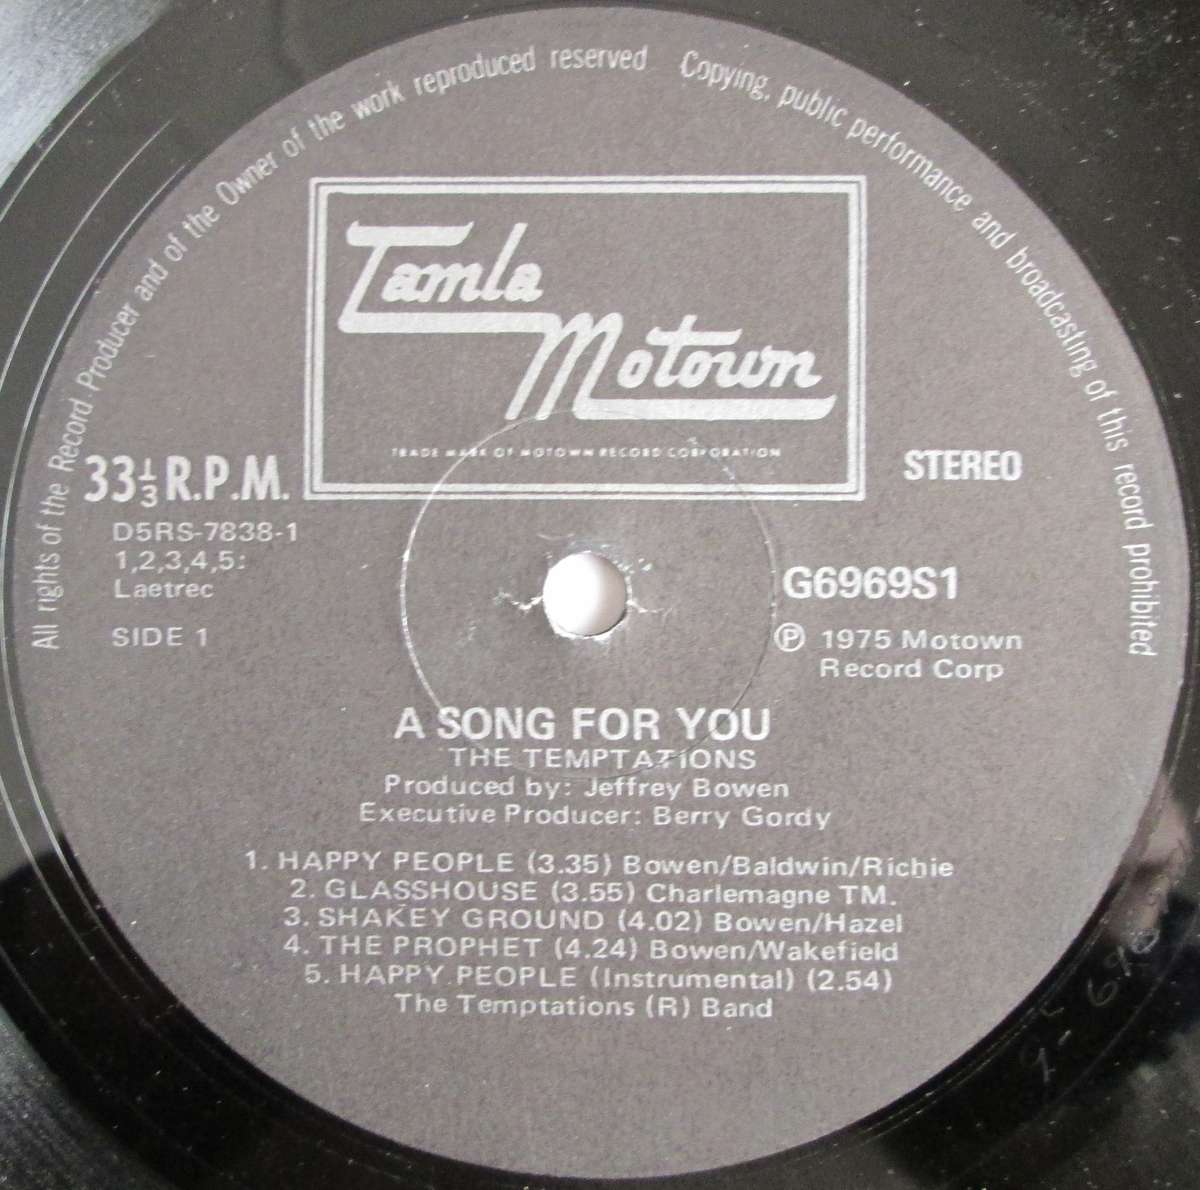 All rights of the Record Producer and of the Owner of the work reproduced reserved
Copying, public performance and broadcasting of this record prohibited
Tamla
Motown
TRADE MARK OF MOTOWN RECORD CORPORATION
33⅓ R.P.M.
STEREO
D5RS-7838-1
1,2,3,4,5:
Laetrec
SIDE 1
G6969S1
℗ 1975 Motown
Record Corp
A SONG FOR YOU
THE TEMPTATIONS
Produced by: Jeffrey Bowen
Executive Producer: Berry Gordy
1. HAPPY PEOPLE (3.35) Bowen/Baldwin/Richie
2. GLASSHOUSE (3.55) Charlemagne TM.
3. SHAKEY GROUND (4.02) Bowen/Hazel
4. THE PROPHET (4.24) Bowen/Wakefield
5. HAPPY PEOPLE (Instrumental) (2.54)
The Temptations (R) Band